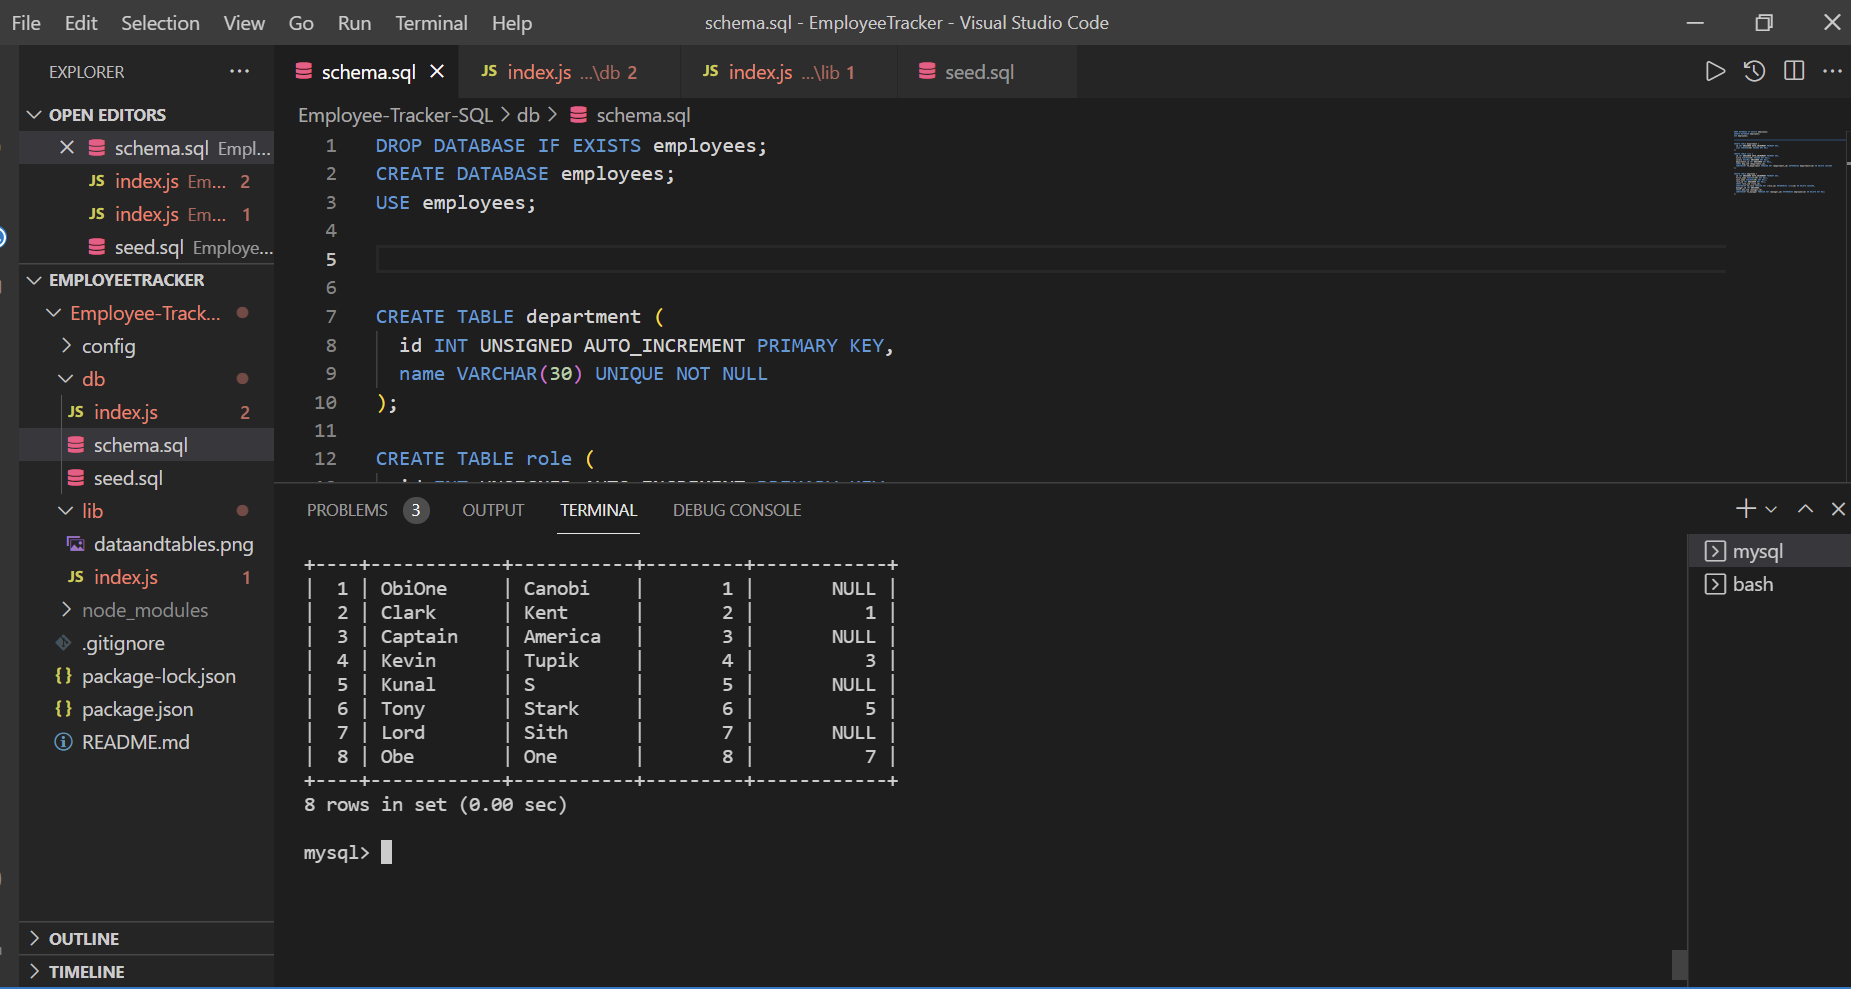 File Edit Selection View Go Run Terminal Help
schema.sql - EmployeeTracker - Visual Studio Code
EXPLORER
OPEN EDITORS
schema.sql Empl...
JS index.js Em... 2
JS index.js Em... 1
seed.sql Employe...
EMPLOYEETRACKER
Employee-Track...
config
db
JS index.js 2
schema.sql
seed.sql
lib
dataandtables.png
JS index.js 1
node_modules
.gitignore
{} package-lock.json
{} package.json
README.md
OUTLINE
TIMELINE
schema.sql JS index.js ...\db 2 JS index.js ...\lib 1 seed.sql
Employee-Tracker-SQL > db > schema.sql
1 DROP DATABASE IF EXISTS employees;
2 CREATE DATABASE employees;
3 USE employees;
4
5
6
7 CREATE TABLE department (
8 id INT UNSIGNED AUTO_INCREMENT PRIMARY KEY,
9 name VARCHAR(30) UNIQUE NOT NULL
10 );
11
12 CREATE TABLE role (
PROBLEMS 3 OUTPUT TERMINAL DEBUG CONSOLE
+----+------------+-----------+---------+------------+
| 1 | ObiOne | Canobi | 1 | NULL |
| 2 | Clark | Kent | 2 | 1 |
| 3 | Captain | America | 3 | NULL |
| 4 | Kevin | Tupik | 4 | 3 |
| 5 | Kunal | S | 5 | NULL |
| 6 | Tony | Stark | 6 | 5 |
| 7 | Lord | Sith | 7 | NULL |
| 8 | Obe | One | 8 | 7 |
+----+------------+-----------+---------+------------+
8 rows in set (0.00 sec)
mysql>
mysql
bash